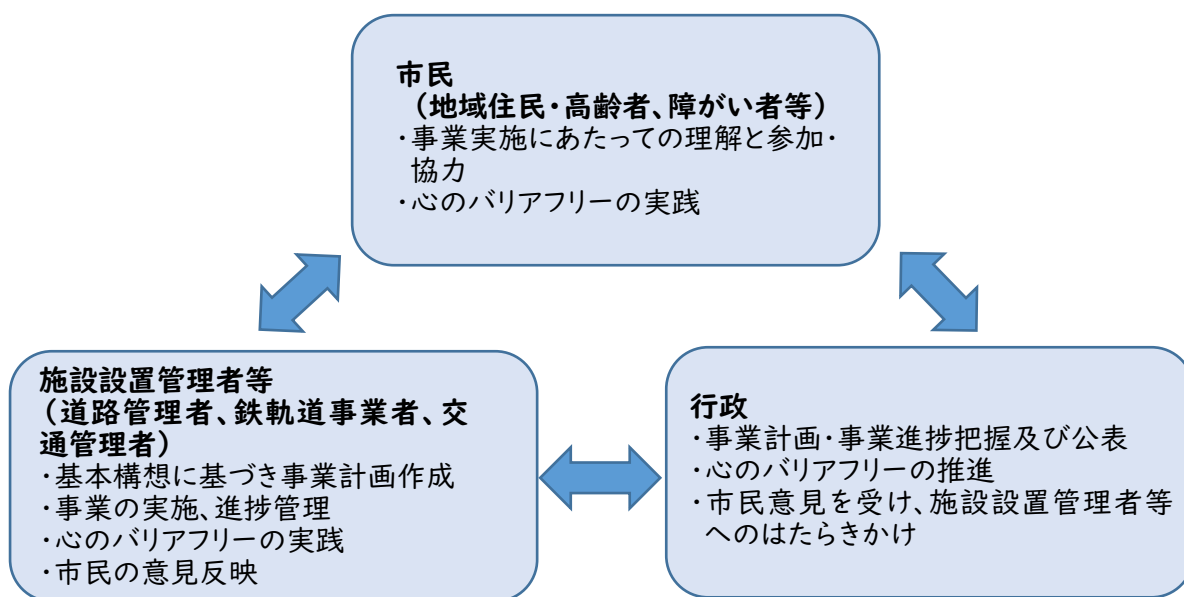 市民
(地域住民・高齢者、障がい者等)
・事業実施にあたっての理解と参加・
協力
・心のバリアフリーの実践
施設設置管理者等
(道路管理者、鉄軌道事業者、交
通管理者)
・基本構想に基づき事業計画作成
・事業の実施、進捗管理
・心のバリアフリーの実践
・市民の意見反映
行政
・事業計画・事業進捗把握及び公表
・心のバリアフリーの推進
・市民意見を受け、施設設置管理者等
へのはたらきかけ